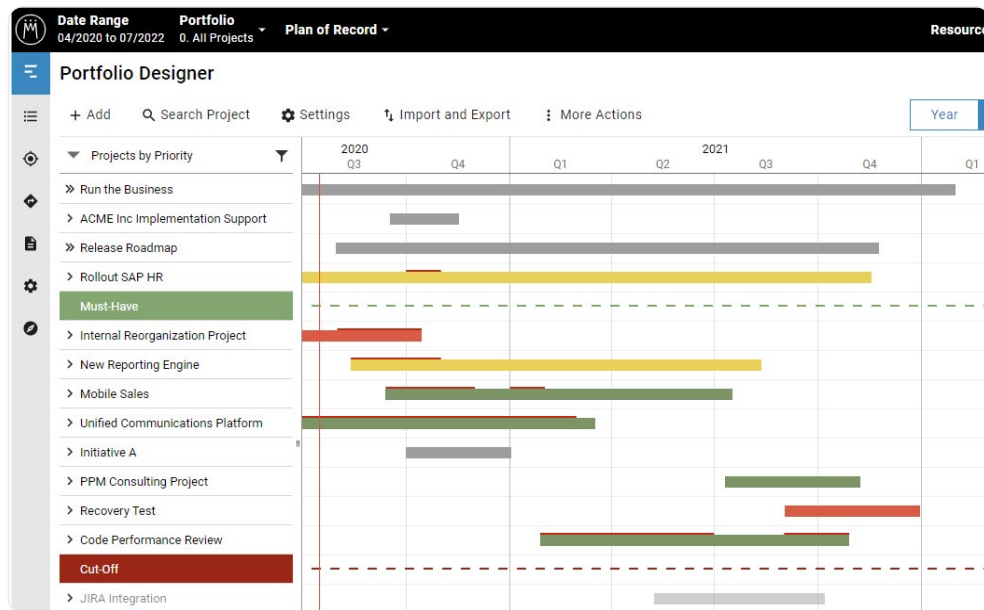 Date Range
04/2020 to 07/2022
Portfolio
0. All Projects
Plan of Record
Resource
Portfolio Designer
+ Add
Search Project
Settings
Import and Export
More Actions
Year
Projects by Priority
2020
2021
Q3 Q4 Q1 Q2 Q3 Q4 Q1
Run the Business
ACME Inc Implementation Support
Release Roadmap
Rollout SAP HR
Must-Have
Internal Reorganization Project
New Reporting Engine
Mobile Sales
Unified Communications Platform
Initiative A
PPM Consulting Project
Recovery Test
Code Performance Review
Cut-Off
JIRA Integration